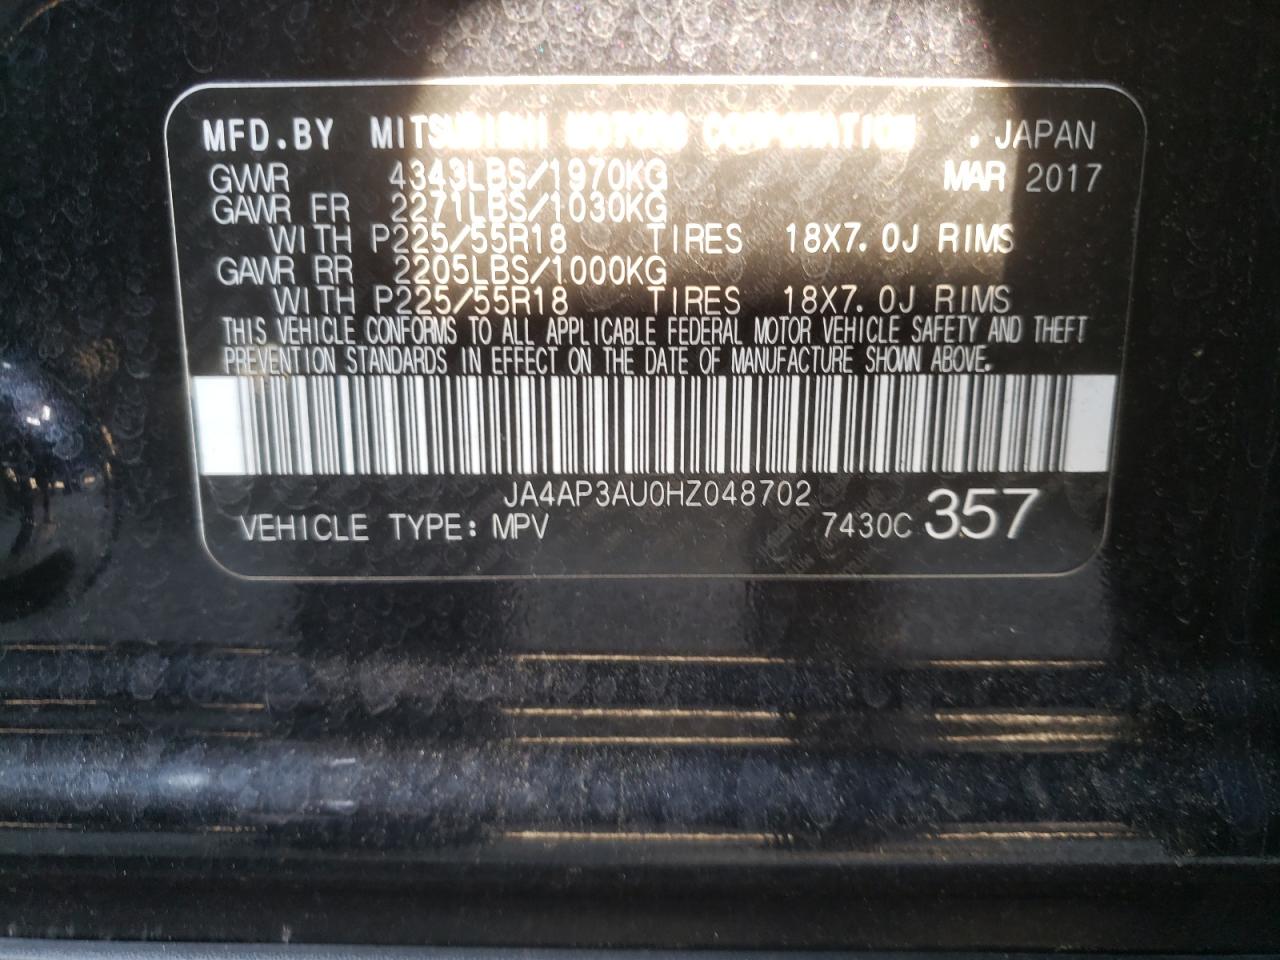 MFD.BY MITSUBISHI MOTORS CORPORATION , JAPAN
GVWR 4343LBS/1970KG MAR 2017
GAWR FR 2271LBS/1030KG
WITH P225/55R18 TIRES 18X7.0J RIMS
GAWR RR 2205LBS/1000KG
WITH P225/55R18 TIRES 18X7.0J RIMS
THIS VEHICLE CONFORMS TO ALL APPLICABLE FEDERAL MOTOR VEHICLE SAFETY AND THEFT
PREVENTION STANDARDS IN EFFECT ON THE DATE OF MANUFACTURE SHOWN ABOVE.
JA4AP3AU0HZ048702
VEHICLE TYPE: MPV 7430C 357